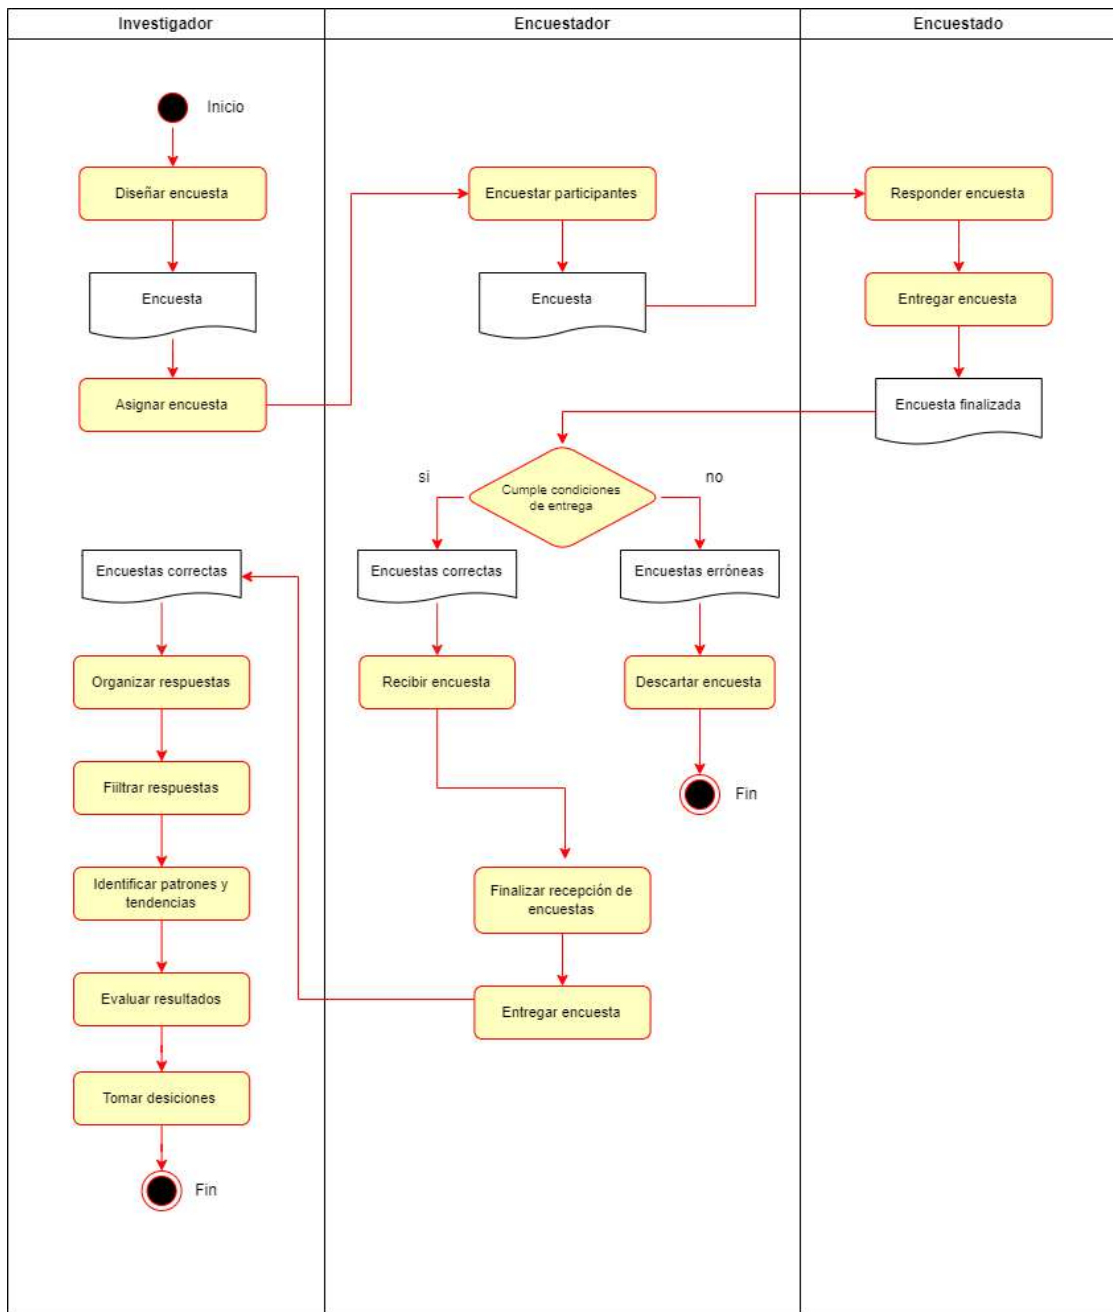 Investigador
Encuestador
Encuestado
Inicio
Diseñar encuesta
Encuestar participantes
Responder encuesta
Encuesta
Encuesta
Entregar encuesta
Asignar encuesta
Encuesta finalizada
si
Cumple condiciones
de entrega
no
Encuestas correctas
Encuestas correctas
Encuestas erróneas
Organizar respuestas
Recibir encuesta
Descartar encuesta
Fiiltrar respuestas
Fin
Identificar patrones y
tendencias
Finalizar recepción de
encuestas
Evaluar resultados
Entregar encuesta
Tomar desiciones
Fin